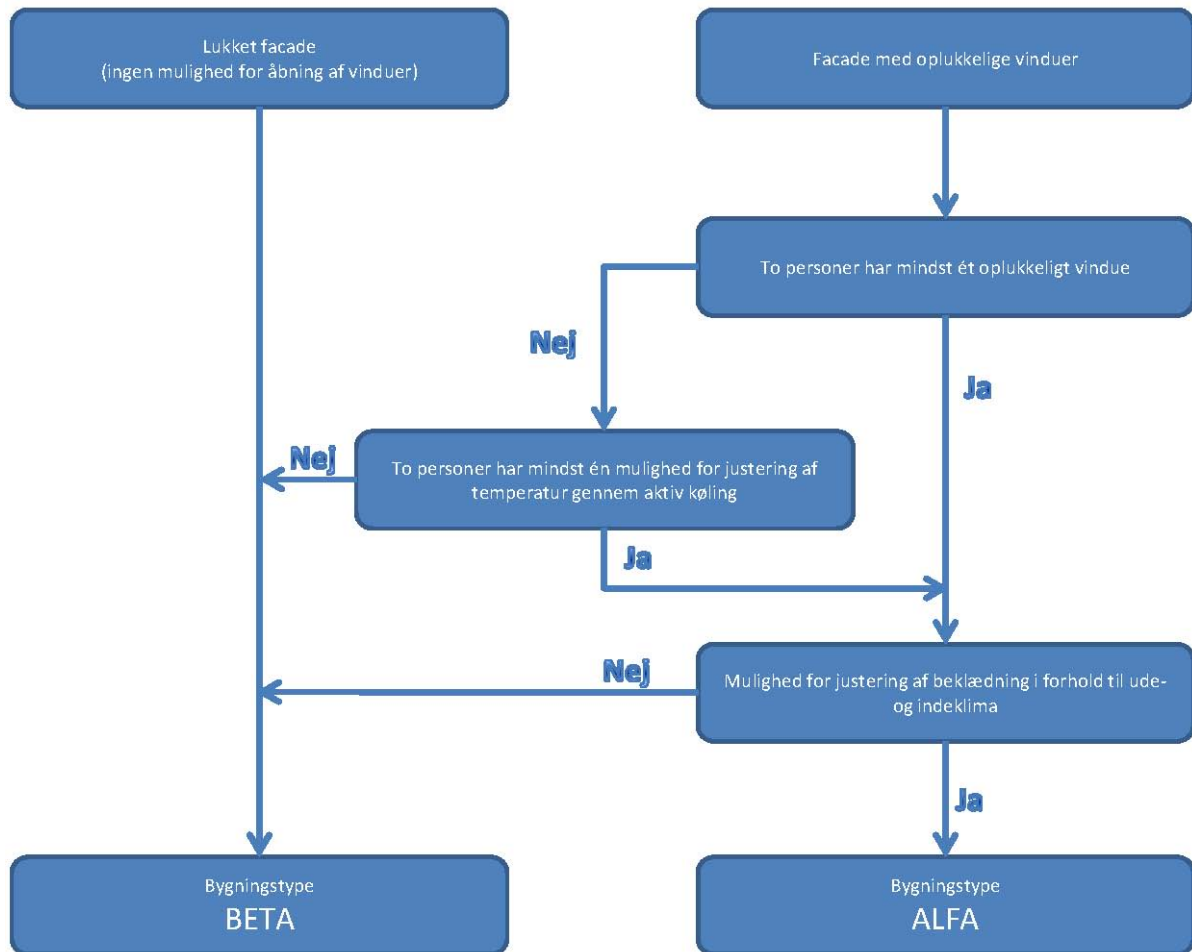 Lukket facade
(ingen mulighed for åbning af vinduer)
Facade med oplukkelige vinduer
To personer har mindst ét oplukkeligt vindue
Nej
Ja
Nej
To personer har mindst én mulighed for justering af
temperatur gennem aktiv køling
Ja
Nej
Mulighed for justering af beklædning i forhold til ude-
og indeklima
Ja
Bygningstype
BETA
Bygningstype
ALFA